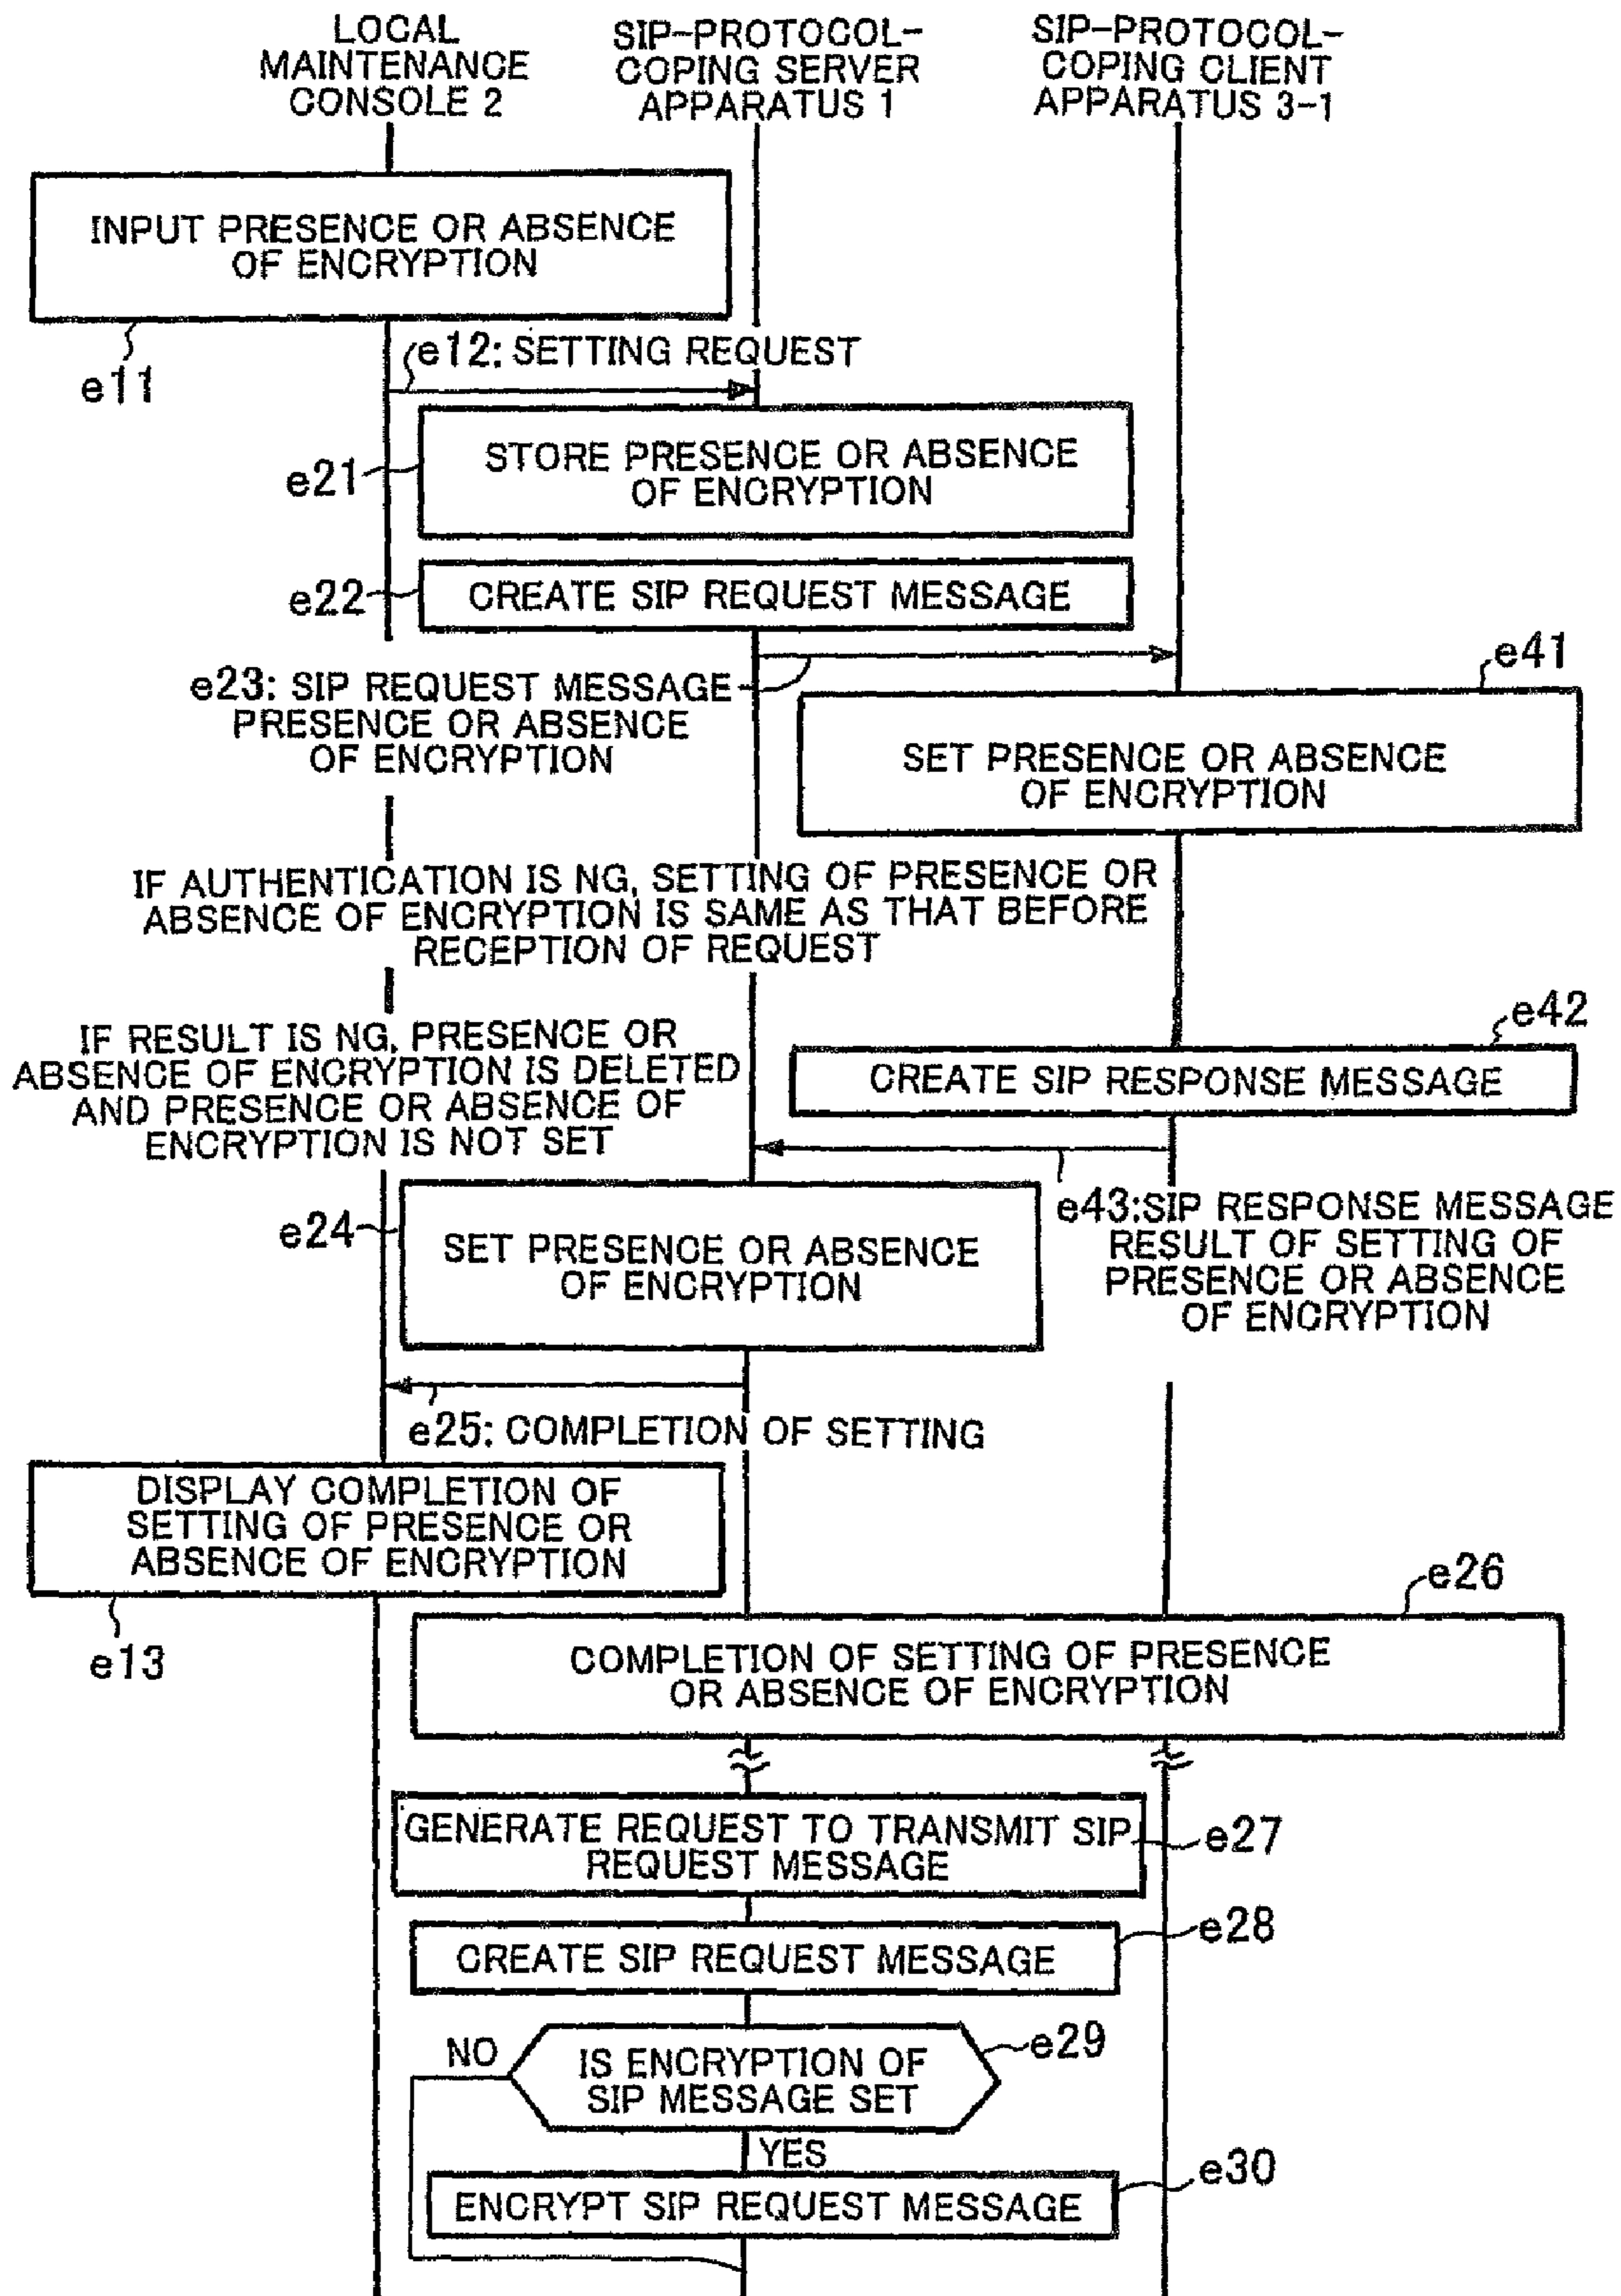 LOCAL
MAINTENANCE
CONSOLE 2
SIP-PROTOCOL-
COPING SERVER
APPARATUS 1
SIP-PROTOCOL-
COPING CLIENT
APPARATUS 3-1
INPUT PRESENCE OR ABSENCE
OF ENCRYPTION
e11
e12: SETTING REQUEST
e21
STORE PRESENCE OR ABSENCE
OF ENCRYPTION
e22
CREATE SIP REQUEST MESSAGE
e23: SIP REQUEST MESSAGE
PRESENCE OR ABSENCE
OF ENCRYPTION
e41
SET PRESENCE OR ABSENCE
OF ENCRYPTION
IF AUTHENTICATION IS NG, SETTING OF PRESENCE OR
ABSENCE OF ENCRYPTION IS SAME AS THAT BEFORE
RECEPTION OF REQUEST
IF RESULT IS NG, PRESENCE OR
ABSENCE OF ENCRYPTION IS DELETED
AND PRESENCE OR ABSENCE OF
ENCRYPTION IS NOT SET
e42
CREATE SIP RESPONSE MESSAGE
e43:SIP RESPONSE MESSAGE
RESULT OF SETTING OF
PRESENCE OR ABSENCE
OF ENCRYPTION
e24
SET PRESENCE OR ABSENCE
OF ENCRYPTION
e25: COMPLETION OF SETTING
DISPLAY COMPLETION OF
SETTING OF PRESENCE OR
ABSENCE OF ENCRYPTION
e13
e26
COMPLETION OF SETTING OF PRESENCE
OR ABSENCE OF ENCRYPTION
GENERATE REQUEST TO TRANSMIT SIP
REQUEST MESSAGE
e27
CREATE SIP REQUEST MESSAGE
e28
NO
IS ENCRYPTION OF
SIP MESSAGE SET
e29
YES
ENCRYPT SIP REQUEST MESSAGE
e30